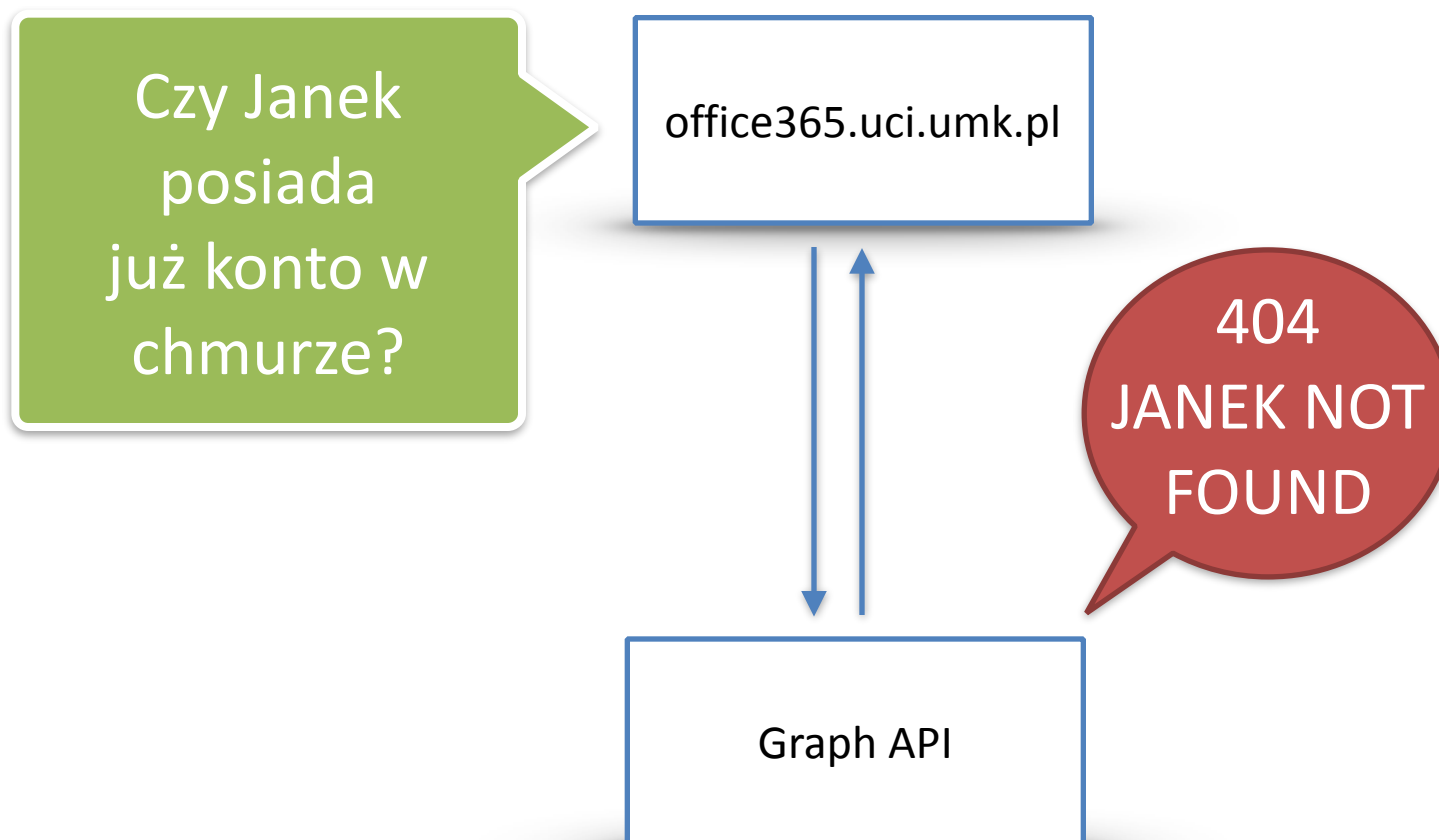 Czy Janek
posiada
już konto w
chmurze?
office365.uci.umk.pl
404
JANEK NOT
FOUND
Graph API